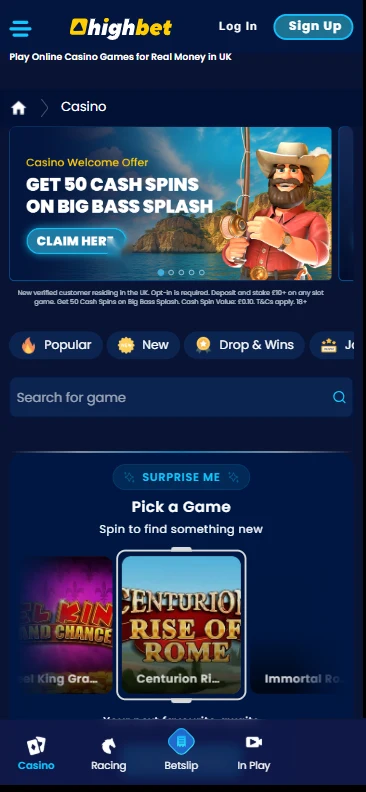 highbet
Log In
Sign Up
Play Online Casino Games for Real Money in UK
Casino
Casino Welcome Offer
GET 50 CASH SPINS
ON BIG BASS SPLASH
CLAIM HERE
New verified customer residing in the UK. Opt-in is required. Deposit and stake £10+ on any slot
game. Get 50 Cash Spins on Big Bass Splash. Cash Spin Value: £0.10. T&Cs apply. 18+
Popular
New
Drop & Wins
Search for game
SURPRISE ME
Pick a Game
Spin to find something new
AND CHANCE
CENTURION
RISE OF
ROME
Centurion Ri...
Immortal Ro...
Casino
Racing
Betslip
In Play